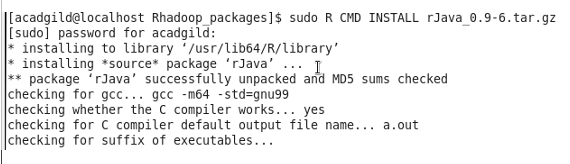 [acadgild@localhost Rhadoop_packages]$ sudo R CMD INSTALL rJava_0.9-6.tar.gz
[sudo] password for acadgild:
* installing to library ‘/usr/lib64/R/library’
* installing *source* package ‘rJava’ ...
** package ‘rJava’ successfully unpacked and MD5 sums checked
checking for gcc... gcc -m64 -std=gnu99
checking whether the C compiler works... yes
checking for C compiler default output file name... a.out
checking for suffix of executables...